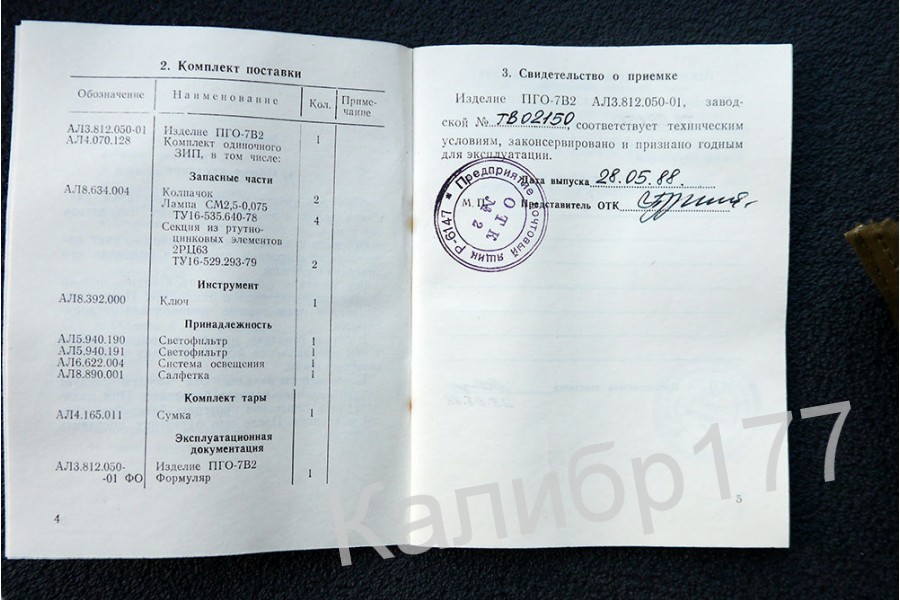 2. Комплект поставки
Обозначение Наименование Кол. Приме-
чание
АЛ3.812.050-01 Изделие ПГО-7В2 1
АЛ4.070.128 Комплект одиночного
ЗИП, в том числе:
Запасные части
АЛ8.634.004 Колпачок 2
Лампа СМ2,5-0,075
ТУ16-535.640-78 4
Секция из ртутно-
цинковых элементов
2РЦ63
ТУ16-529.293-79 2
Инструмент
АЛ8.392.000 Ключ 1
Принадлежность
АЛ5.940.190 Светофильтр 1
АЛ5.940.191 Светофильтр 1
АЛ6.622.004 Система освещения 1
АЛ8.890.001 Салфетка 1
Комплект тары
АЛ4.165.011 Сумка 1
Эксплуатационная
документация
АЛ3.812.050- Изделие ПГО-7В2
-01 ФО Формуляр 1
4
3. Свидетельство о приемке
Изделие ПГО-7В2 АЛ3.812.050-01, завод-
ской № ТВ02150, соответствует техническим
условиям, законсервировано и признано годным
для эксплуатации.
Дата выпуска 28.05.88.
М. П. Представитель ОТК
Предприятие почтовый ящик Р-6147
ОТК
№ 2
5
Калибр177